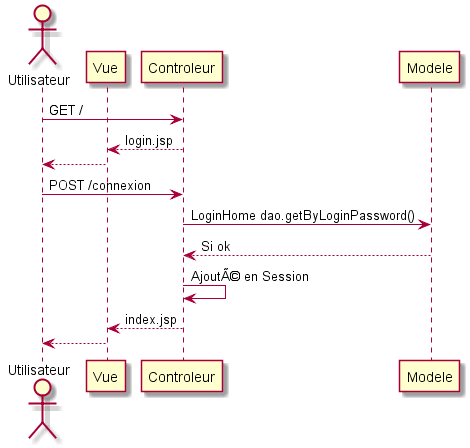 Utilisateur
Vue
Controleur
Modele
GET /
login.jsp
POST /connexion
LoginHome dao.getByLoginPassword()
Si ok
AjoutÃ© en Session
index.jsp
Utilisateur
Vue
Controleur
Modele